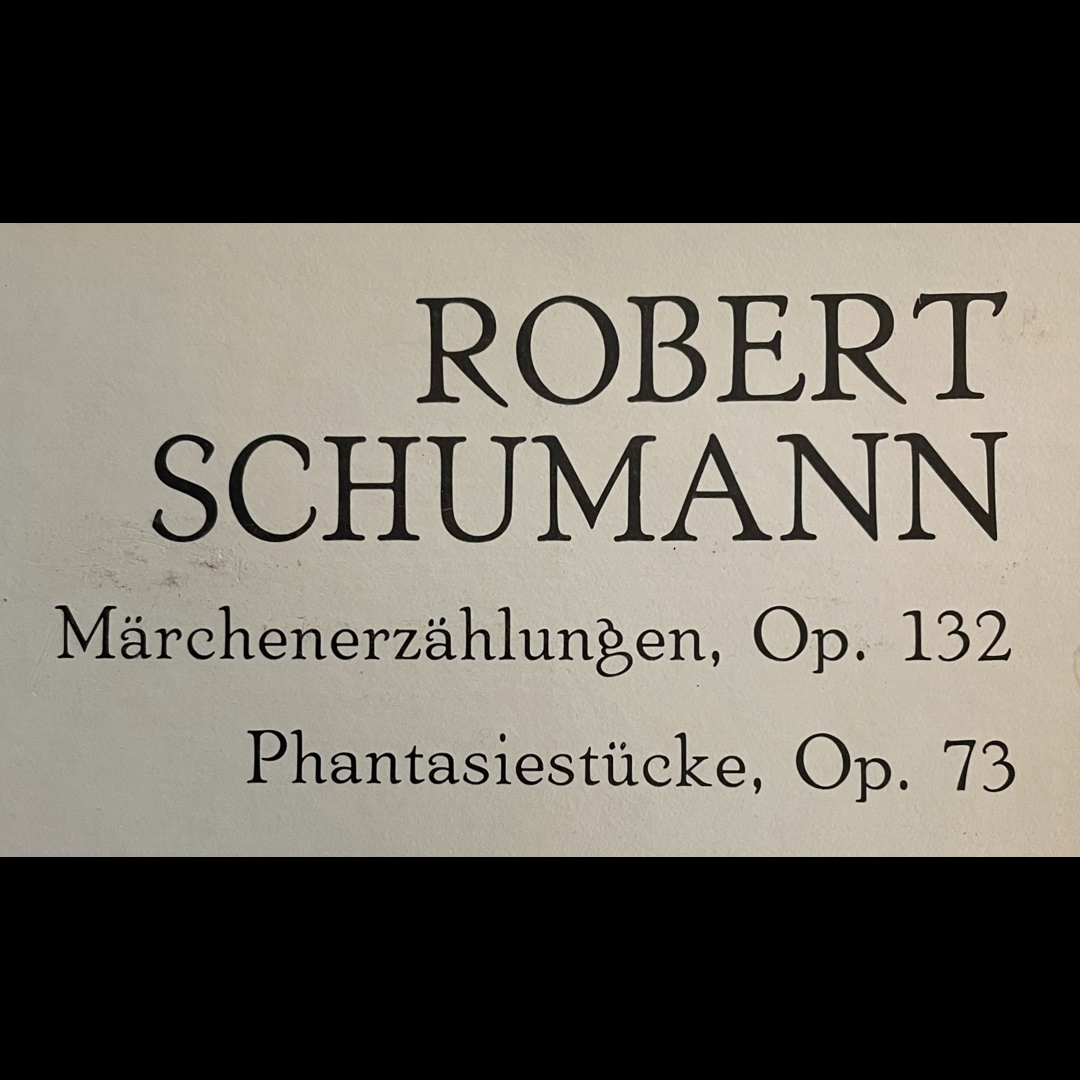 ROBERT
SCHUMANN
Märchenerzählungen, Op. 132
Phantasiestücke, Op. 73